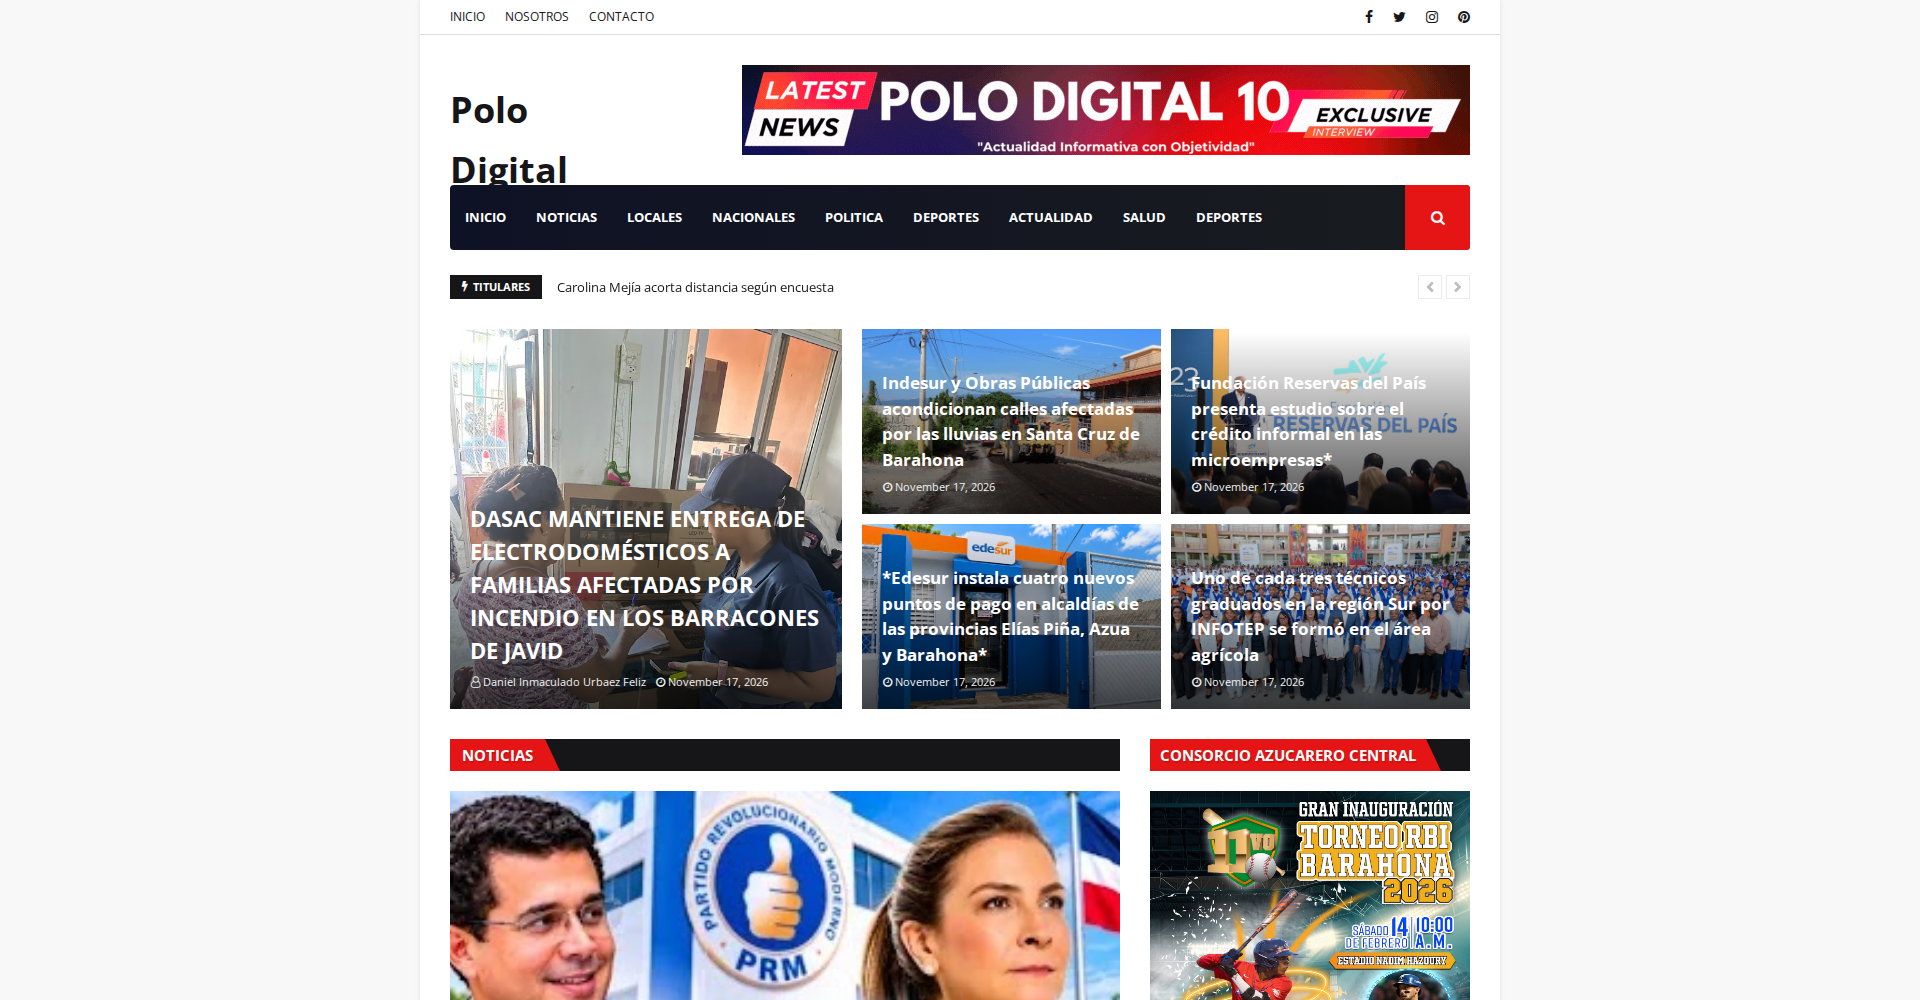 INICIO NOSOTROS CONTACTO
Polo
Digital
LATEST
NEWS
POLO DIGITAL 10
EXCLUSIVE
INTERVIEW
"Actualidad Informativa con Objetividad"
INICIO NOTICIAS LOCALES NACIONALES POLITICA DEPORTES ACTUALIDAD SALUD DEPORTES
TITULARES Carolina Mejía acorta distancia según encuesta
DASAC MANTIENE ENTREGA DE
ELECTRODOMÉSTICOS A
FAMILIAS AFECTADAS POR
INCENDIO EN LOS BARRACONES
DE JAVID
Daniel Inmaculado Urbaez Feliz November 17, 2026
Indesur y Obras Públicas
acondicionan calles afectadas
por las lluvias en Santa Cruz de
Barahona
November 17, 2026
23
RESERVAS DEL PAÍS
Fundación Reservas del País
presenta estudio sobre el
crédito informal en las
microempresas*
November 17, 2026
edesur
*Edesur instala cuatro nuevos
puntos de pago en alcaldías de
las provincias Elías Piña, Azua
y Barahona*
November 17, 2026
Uno de cada tres técnicos
graduados en la región Sur por
INFOTEP se formó en el área
agrícola
November 17, 2026
NOTICIAS
PARTIDO REVOLUCIONARIO MODERNO
PRM
CONSORCIO AZUCARERO CENTRAL
GRAN INAUGURACIÓN
11VO
TORNEO RBI
BARAHONA
2026
SÁBADO 14
DE FEBRERO
10:00
A.M.
ESTADIO NADIM HAZOURY